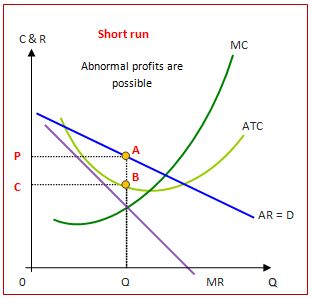 C & R
Short run
MC
Abnormal profits are
possible
ATC
P
A
C
B
AR = D
0
Q
MR
Q